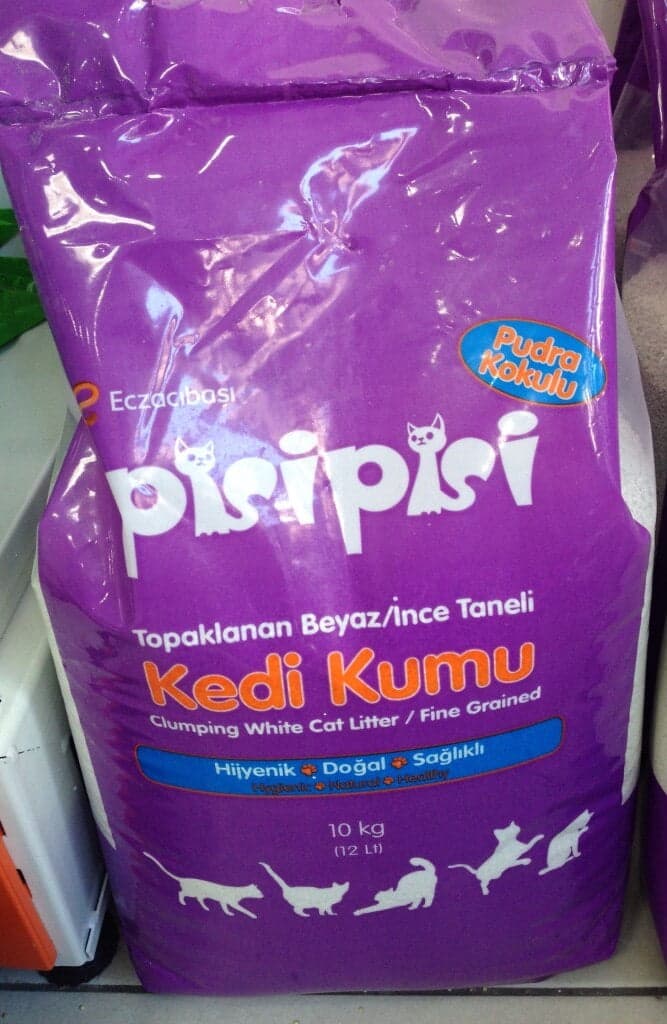 Pudra
Kokulu
Eczacıbaşı
pisipisi
Topaklanan Beyaz/İnce Taneli
Kedi Kumu
Clumping White Cat Litter / Fine Grained
Hijyenik Doğal Sağlıklı
Hygienic Natural Healthy
10 kg
(12 Lt)